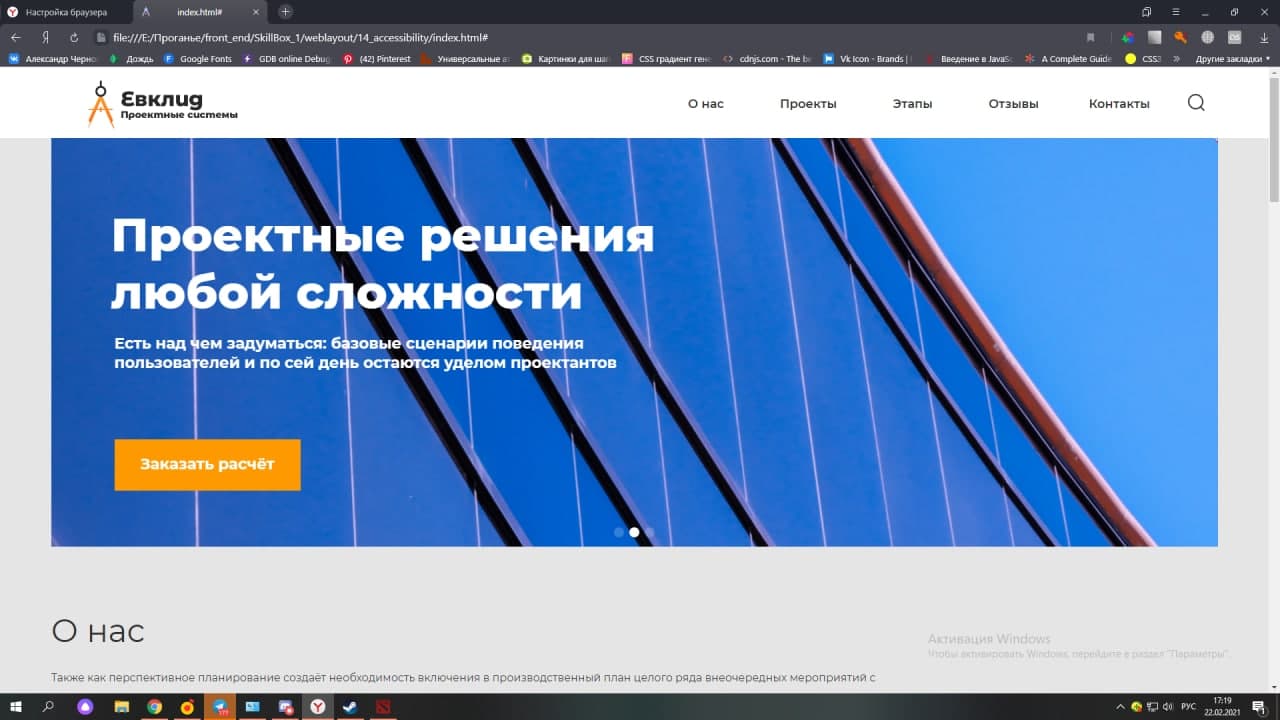 Настройка браузера
index.html#
file:///E:/Проганье/front_end/SkillBox_1/weblayout/14_accessibility/index.html#
Александр Черно
Дождь
Google Fonts
GDB online Debug
(42) Pinterest
Универсальные ат
Картинки для шап
CSS градиент ген
cdnjs.com - The be
Vk Icon - Brands |
Введение в JavaSc
A Complete Guide
CSS3
»
Другие закладки
Евклид
Проектные системы
О нас
Проекты
Этапы
Отзывы
Контакты
Проектные решения
любой сложности
Есть над чем задуматься: базовые сценарии поведения
пользователей и по сей день остаются уделом проектантов
Заказать расчёт
О нас
Активация Windows
Чтобы активировать Windows, перейдите в раздел "Параметры".
Также как перспективное планирование создаёт необходимость включения в производственный план целого ряда внеочередных мероприятий с
РУС
17:19
22.02.2021